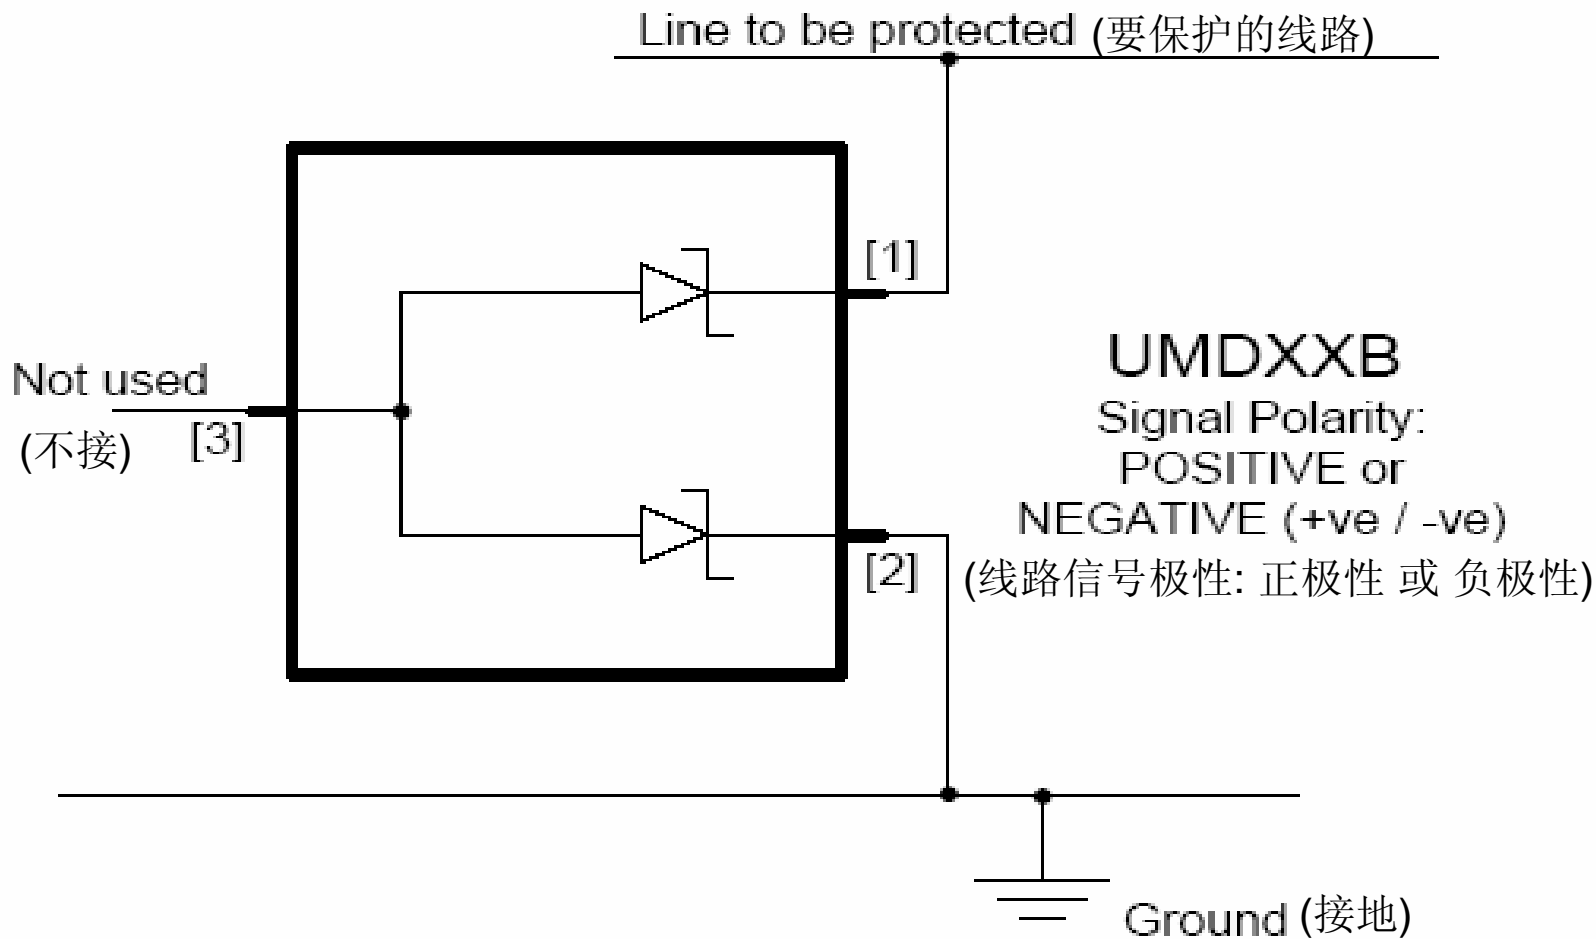 Line to be protected (要保护的线路)
[1]
UMDXXB
Not used
Signal Polarity:
(不接)
[3]
POSITIVE or
NEGATIVE (+ve / -ve)
[2]
(线路信号极性: 正极性 或 负极性)
Ground (接地)